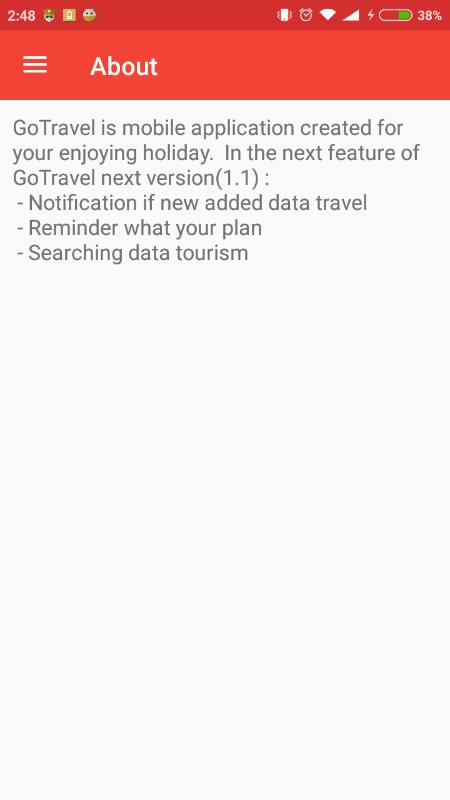 2:48
38%
About
GoTravel is mobile application created for
your enjoying holiday.  In the next feature of
GoTravel next version(1.1) :
- Notification if new added data travel
- Reminder what your plan
- Searching data tourism